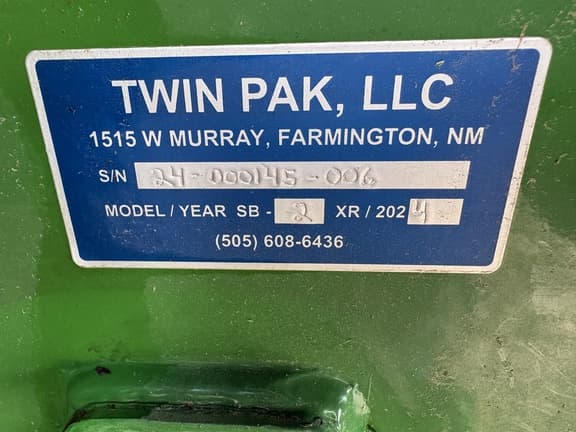 TWIN PAK, LLC
1515 W MURRAY, FARMINGTON, NM
S/N 24-000145-006
MODEL / YEAR SB - 2 XR / 2024
(505) 608-6436